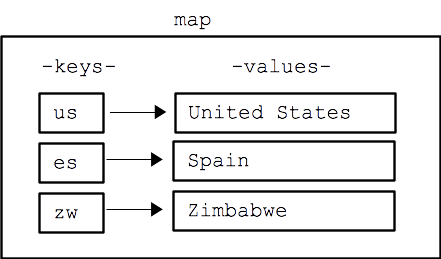 map
-keys- -values-
us United States
es Spain
zw Zimbabwe